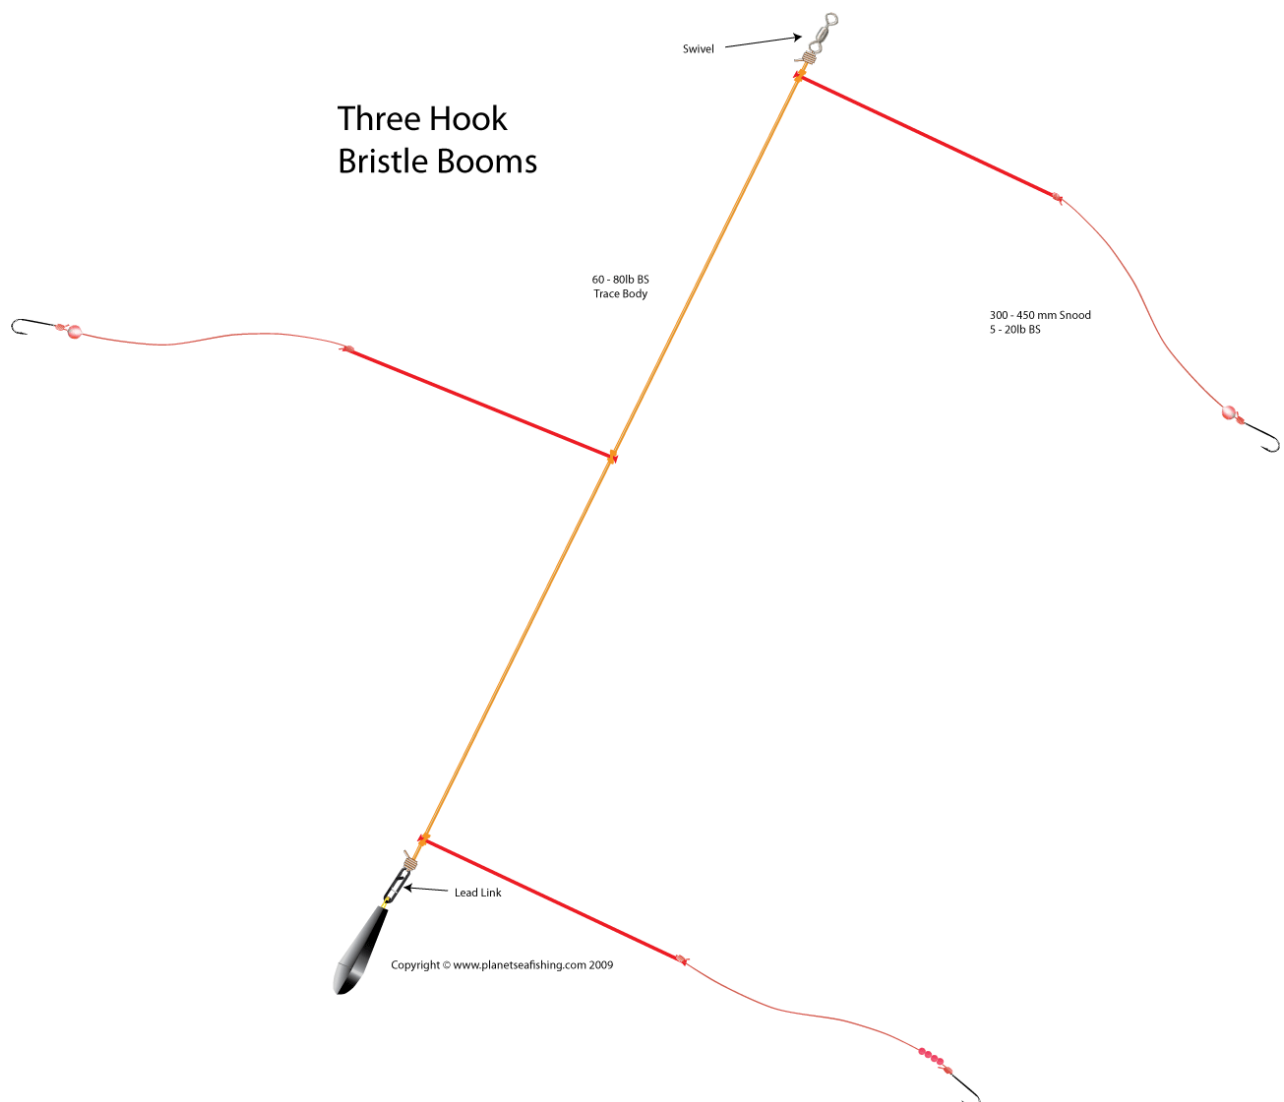 Swivel
Three Hook
Bristle Booms
60 - 80lb BS
Trace Body
300 - 450 mm Snood
5 - 20lb BS
Lead Link
Copyright © www.planetseafishing.com 2009